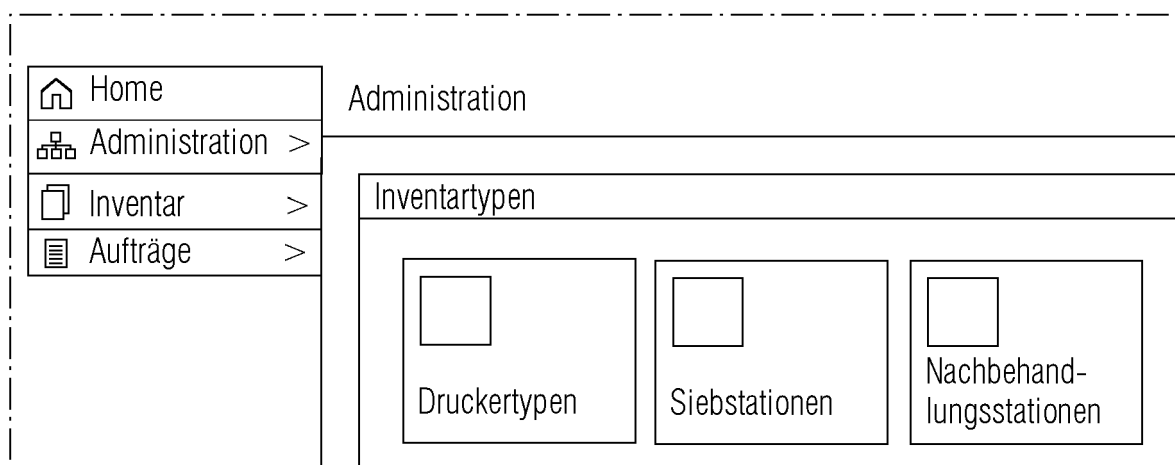 Home
Administration >
Inventar >
Aufträge >
Administration
Inventartypen
Druckertypen
Siebstationen
Nachbehand-
lungsstationen